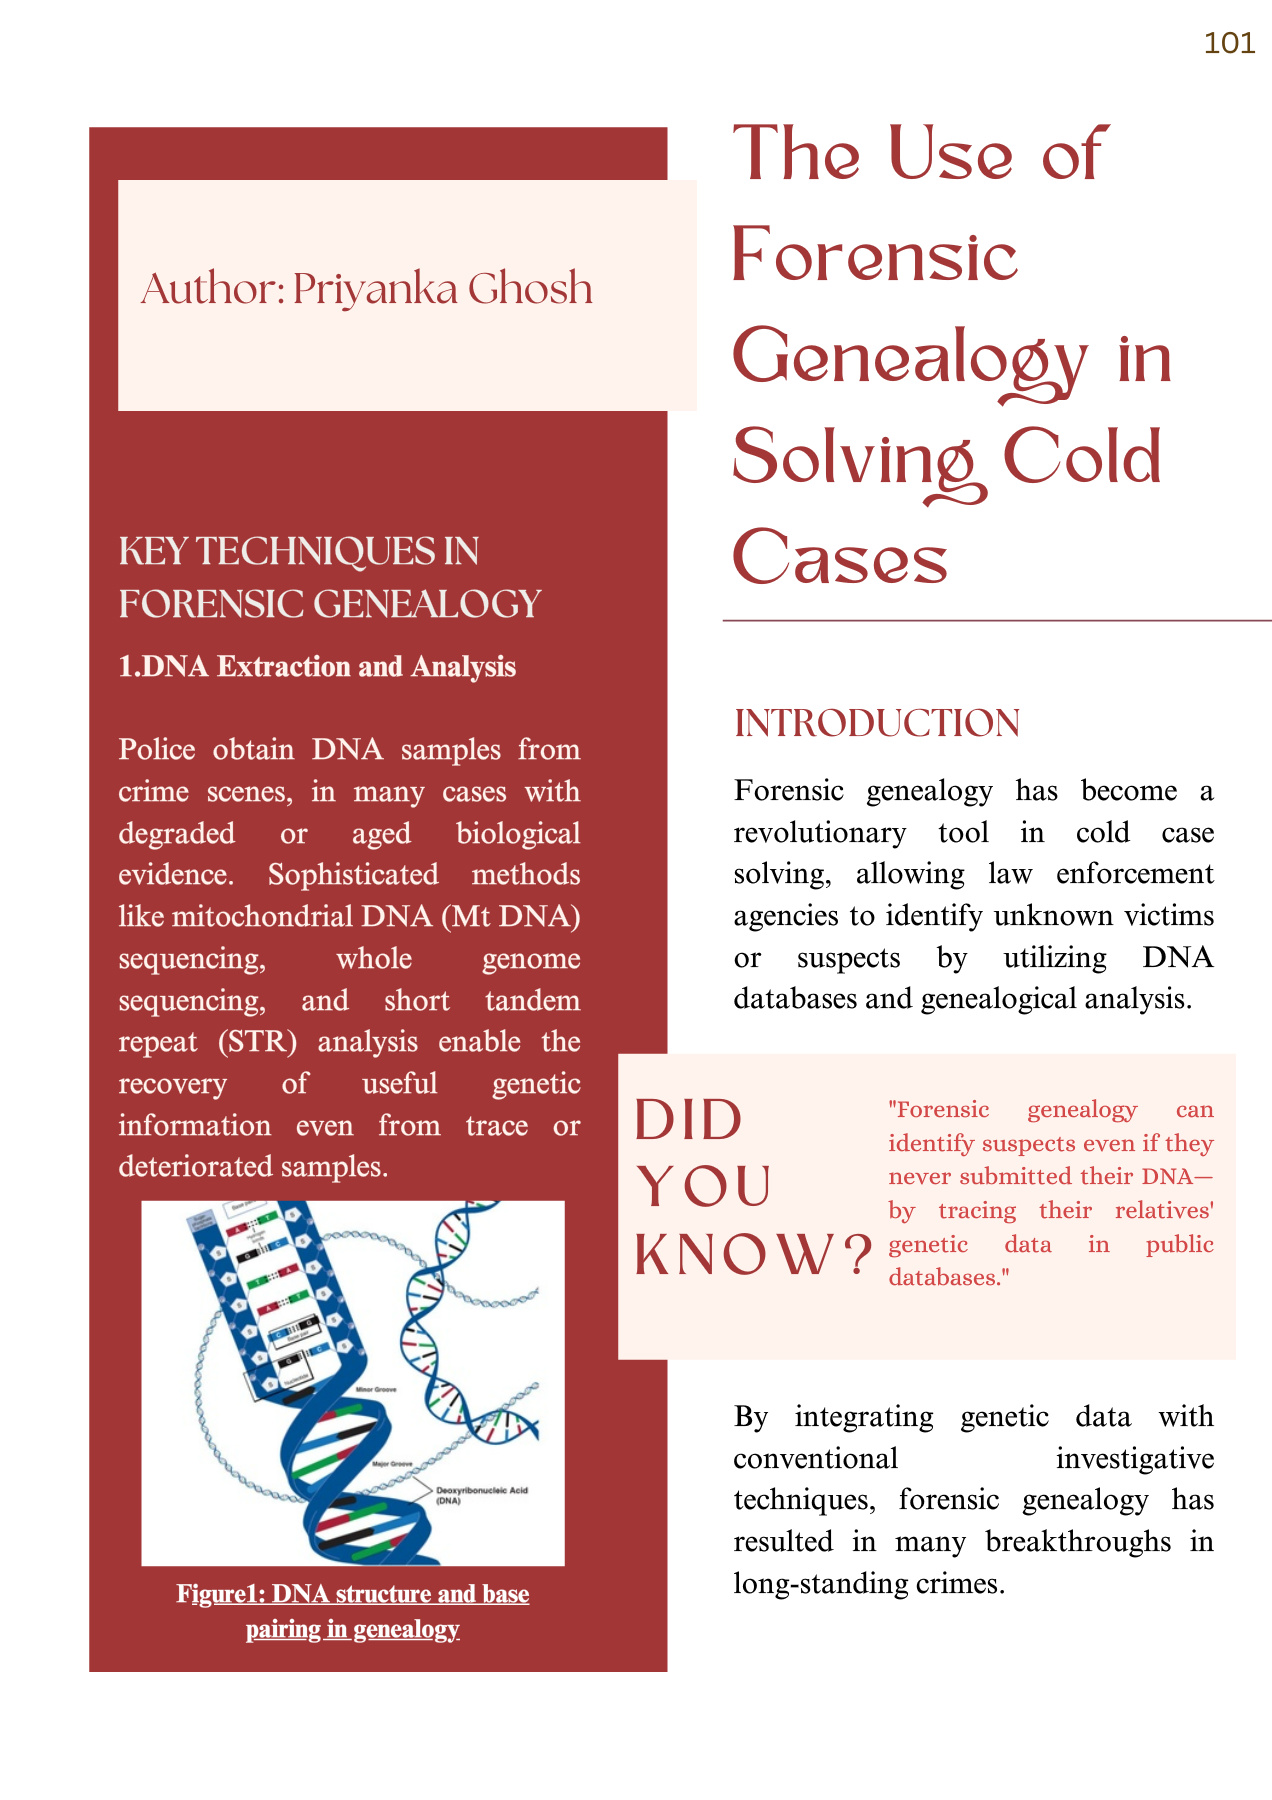 101
The Use of
Forensic
Genealogy in
Solving Cold
Cases
Author: Priyanka Ghosh
INTRODUCTION
Forensic genealogy has become a
revolutionary tool in cold case
solving, allowing law enforcement
agencies to identify unknown victims
or suspects by utilizing DNA
databases and genealogical analysis.
DID
YOU
KNOW?
"Forensic genealogy can
identify suspects even if they
never submitted their DNA—
by tracing their relatives'
genetic data in public
databases."
By integrating genetic data with
conventional investigative
techniques, forensic genealogy has
resulted in many breakthroughs in
long-standing crimes.
KEY TECHNIQUES IN
FORENSIC GENEALOGY
1.DNA Extraction and Analysis
Police obtain DNA samples from
crime scenes, in many cases with
degraded or aged biological
evidence. Sophisticated methods
like mitochondrial DNA (Mt DNA)
sequencing, whole genome
sequencing, and short tandem
repeat (STR) analysis enable the
recovery of useful genetic
information even from trace or
deteriorated samples.
Base pair
A T
G C
T A
A T
C G
Base pair
G C
Nucleotide
Minor Groove
Major Groove
Deoxyribonucleic Acid
(DNA)
Figure1: DNA structure and base
pairing in genealogy